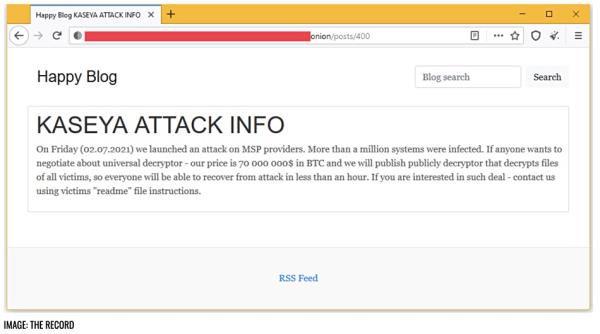 Happy Blog KASEYA ATTACK INFO
onion/posts/400
Happy Blog
Blog search
Search
KASEYA ATTACK INFO
On Friday (02.07.2021) we launched an attack on MSP providers. More than a million systems were infected. If anyone wants to
negotiate about universal decryptor - our price is 70 000 000$ in BTC and we will publish publicly decryptor that decrypts files
of all victims, so everyone will be able to recover from attack in less than an hour. If you are interested in such deal - contact us
using victims "readme" file instructions.
RSS Feed
IMAGE: THE RECORD